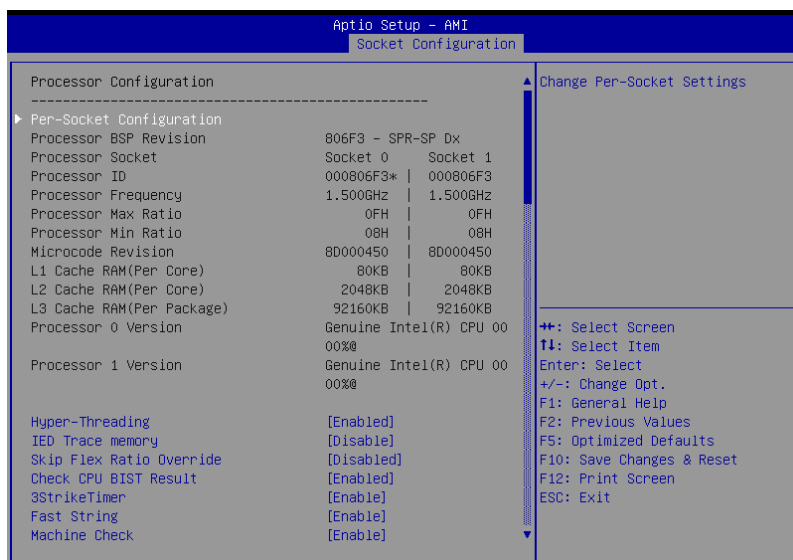 Aptio Setup – AMI
Socket Configuration
Processor Configuration
--------------------------------------------------
Per-Socket Configuration
Processor BSP Revision 806F3 – SPR-SP Dx
Processor Socket Socket 0 Socket 1
Processor ID 000806F3* | 000806F3
Processor Frequency 1.500GHz | 1.500GHz
Processor Max Ratio 0FH | 0FH
Processor Min Ratio 08H | 08H
Microcode Revision 8D000450 | 8D000450
L1 Cache RAM(Per Core) 80KB | 80KB
L2 Cache RAM(Per Core) 2048KB | 2048KB
L3 Cache RAM(Per Package) 92160KB | 92160KB
Processor 0 Version Genuine Intel(R) CPU 00
00%@
Processor 1 Version Genuine Intel(R) CPU 00
00%@
Hyper-Threading [Enabled]
IED Trace memory [Disable]
Skip Flex Ratio Override [Disabled]
Check CPU BIST Result [Enabled]
3StrikeTimer [Enable]
Fast String [Enable]
Machine Check [Enable]
Change Per-Socket Settings
→←: Select Screen
↑↓: Select Item
Enter: Select
+/-: Change Opt.
F1: General Help
F2: Previous Values
F5: Optimized Defaults
F10: Save Changes & Reset
F12: Print Screen
ESC: Exit